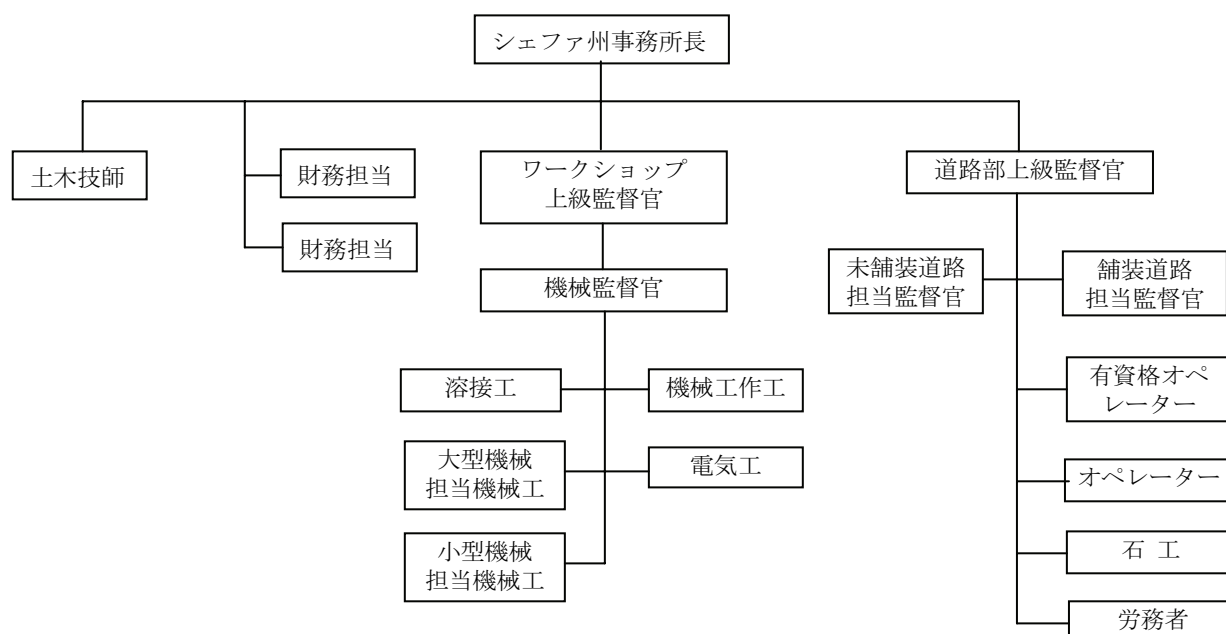 シェファ州事務所長
土木技師
財務担当
財務担当
ワークショップ
上級監督官
道路部上級監督官
機械監督官
未舗装道路
担当監督官
舗装道路
担当監督官
溶接工
機械工作工
大型機械
担当機械工
電気工
小型機械
担当機械工
有資格オペ
レーター
オペレーター
石 工
労務者